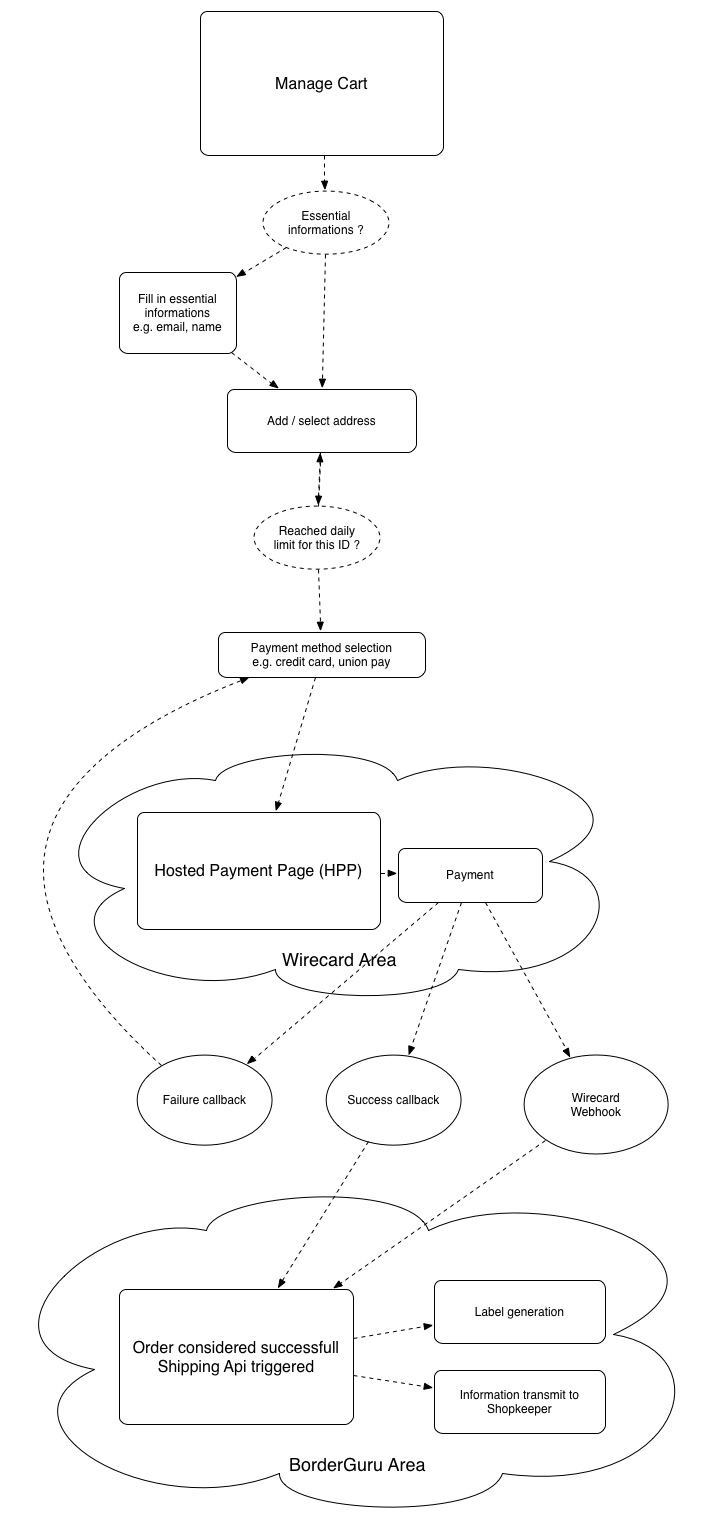 Manage Cart
Essential
informations ?
Fill in essential
informations
e.g. email, name
Add / select address
Reached daily
limit for this ID ?
Payment method selection
e.g. credit card, union pay
Hosted Payment Page (HPP)
Payment
Wirecard Area
Failure callback
Success callback
Wirecard
Webhook
Label generation
Order considered successfull
Shipping Api triggered
Information transmit to
Shopkeeper
BorderGuru Area